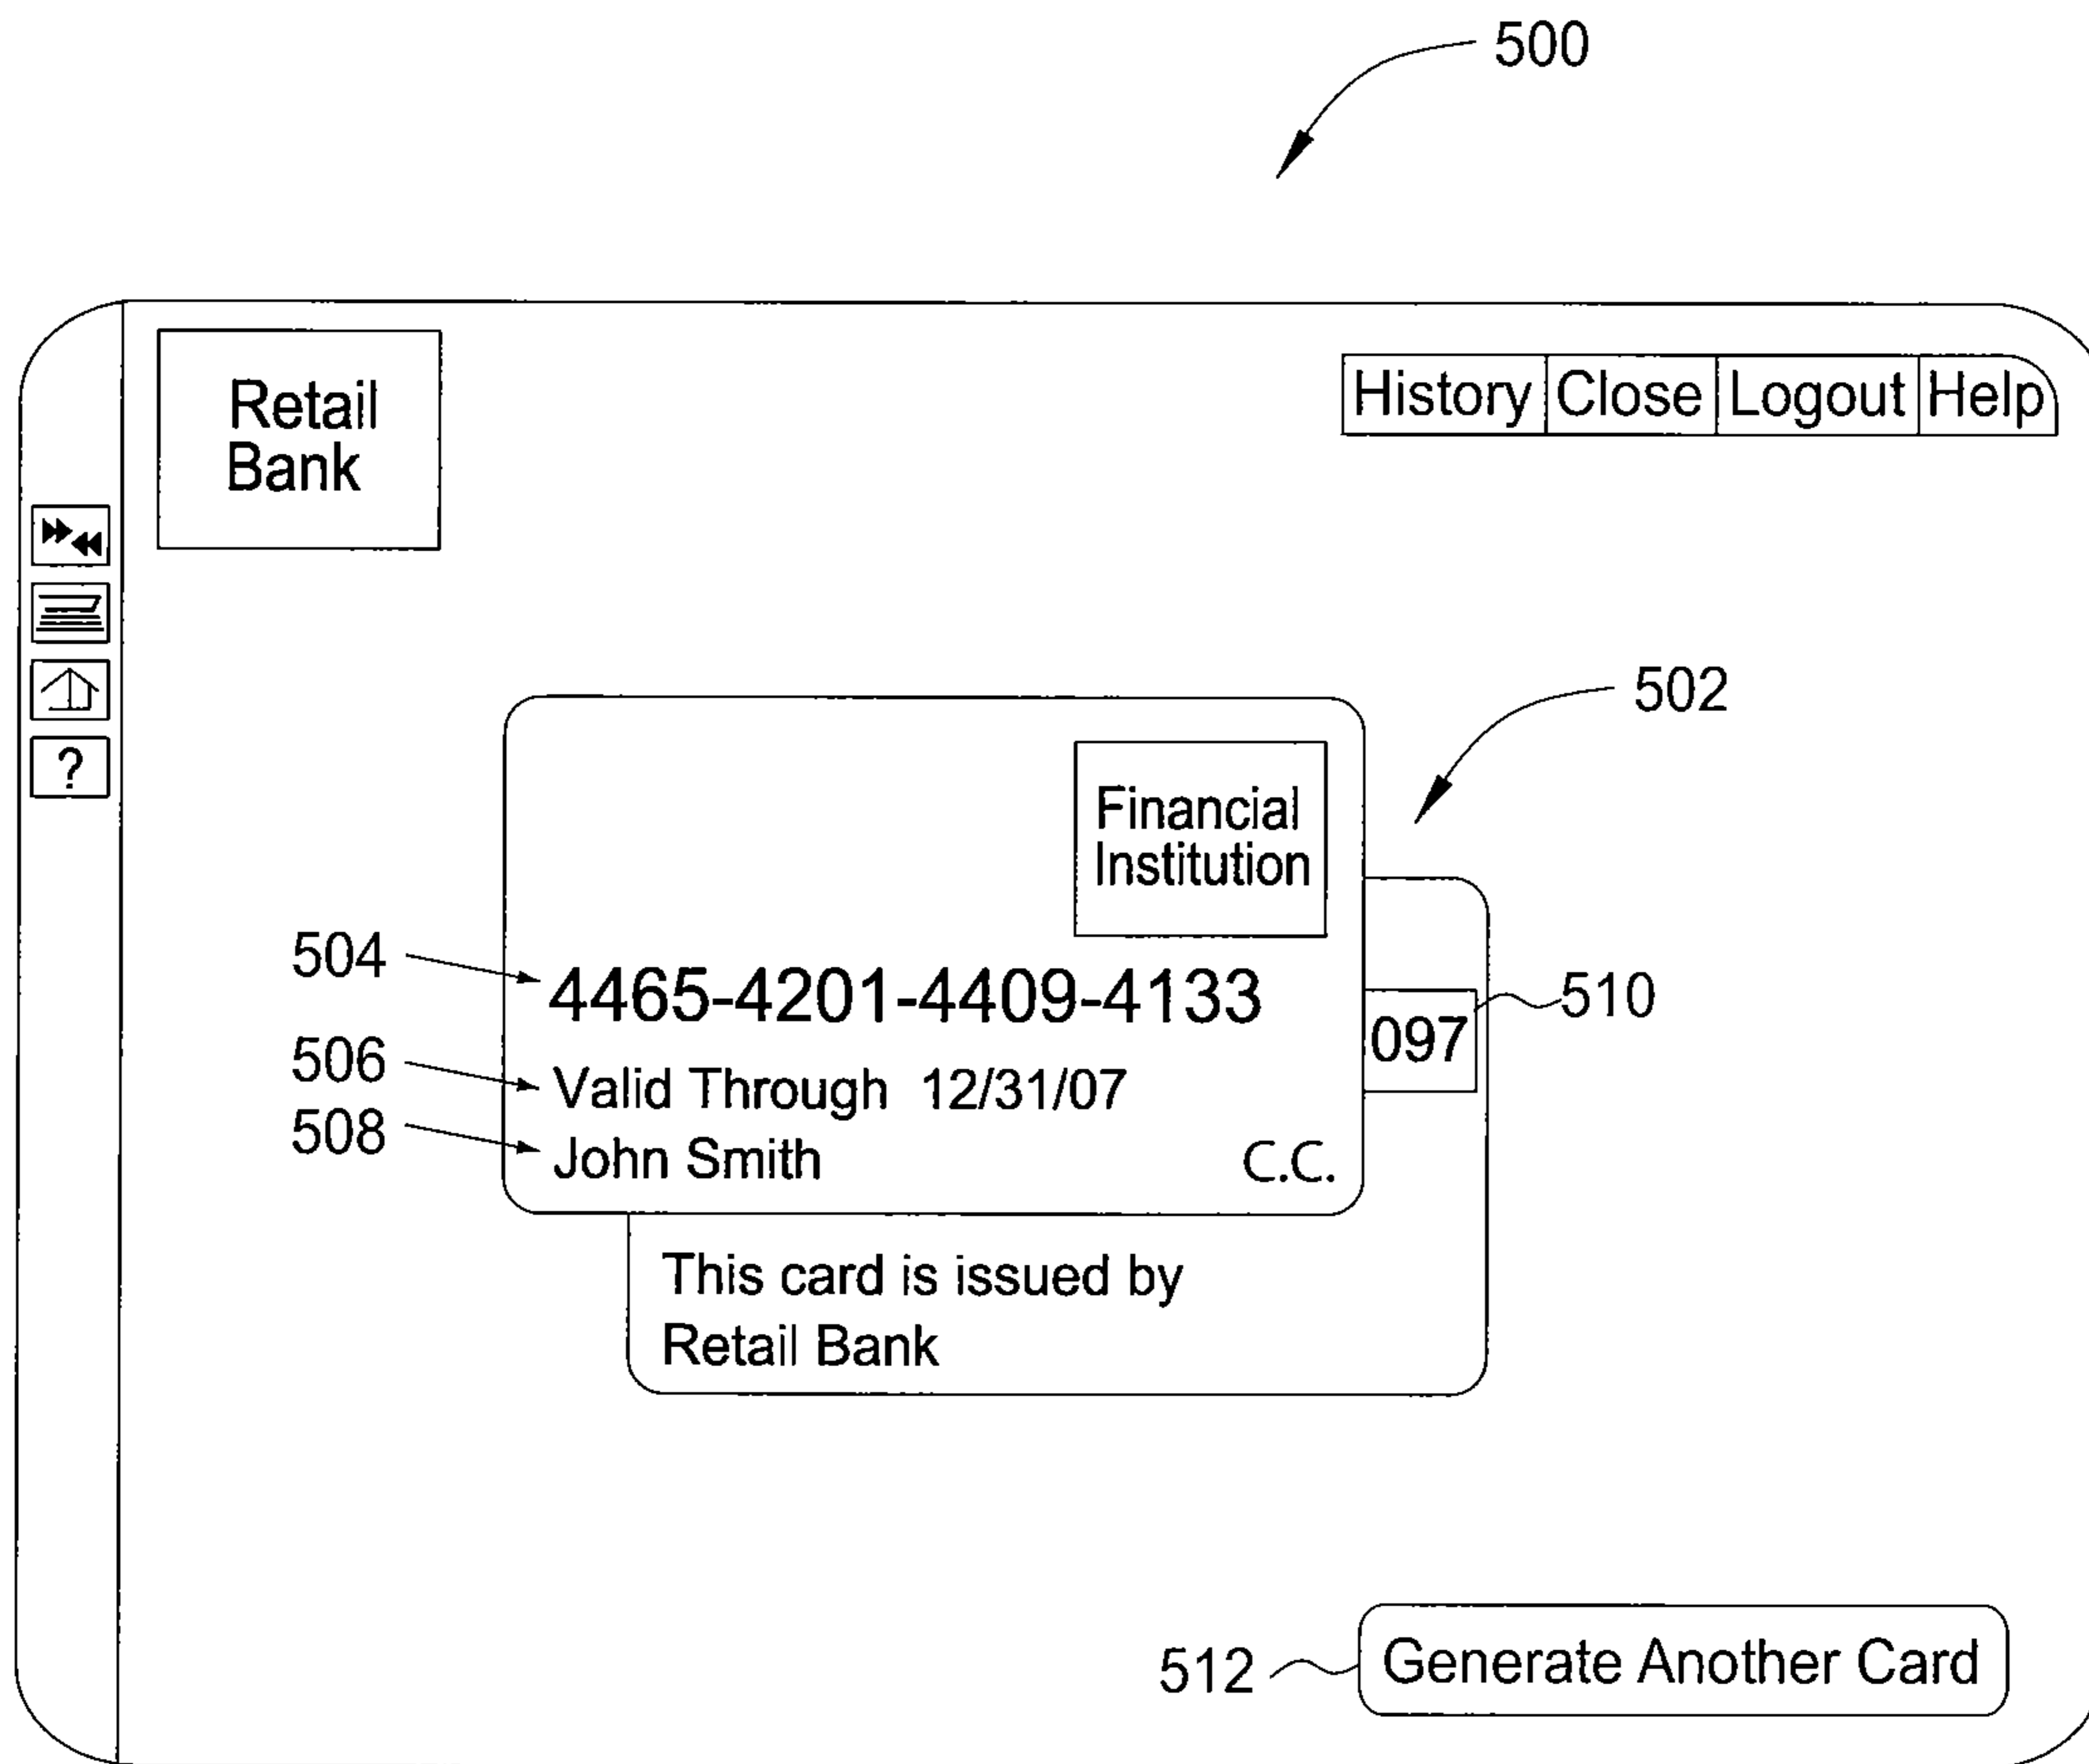 500
Retail
Bank
History Close Logout Help
?
502
Financial
Institution
504
4465-4201-4409-4133
510
097
506
Valid Through 12/31/07
508
John Smith
C.C.
This card is issued by
Retail Bank
512
Generate Another Card